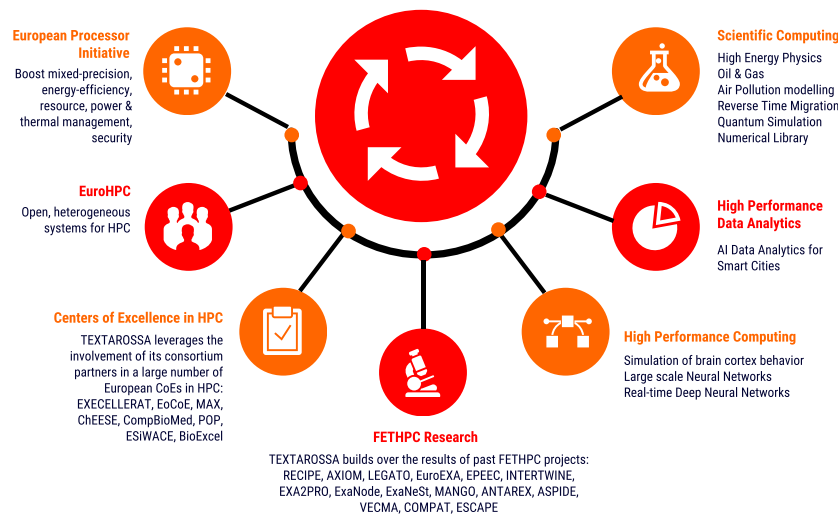 European Processor
Initiative
Boost mixed-precision,
energy-efficiency,
resource, power &
thermal management,
security
EuroHPC
Open, heterogeneous
systems for HPC
Centers of Excellence in HPC
TEXTAROSSA leverages the
involvement of its consortium
partners in a large number of
European CoEs in HPC:
EXECELLERAT, EoCoE, MAX,
ChEESE, CompBioMed, POP,
ESiWACE, BioExcel
FETHPC Research
TEXTAROSSA builds over the results of past FETHPC projects:
RECIPE, AXIOM, LEGATO, EuroEXA, EPEEC, INTERTWINE,
EXA2PRO, ExaNode, ExaNeSt, MANGO, ANTAREX, ASPIDE,
VECMA, COMPAT, ESCAPE
High Performance Computing
Simulation of brain cortex behavior
Large scale Neural Networks
Real-time Deep Neural Networks
High Performance
Data Analytics
AI Data Analytics for
Smart Cities
Scientific Computing
High Energy Physics
Oil & Gas
Air Pollution modelling
Reverse Time Migration
Quantum Simulation
Numerical Library